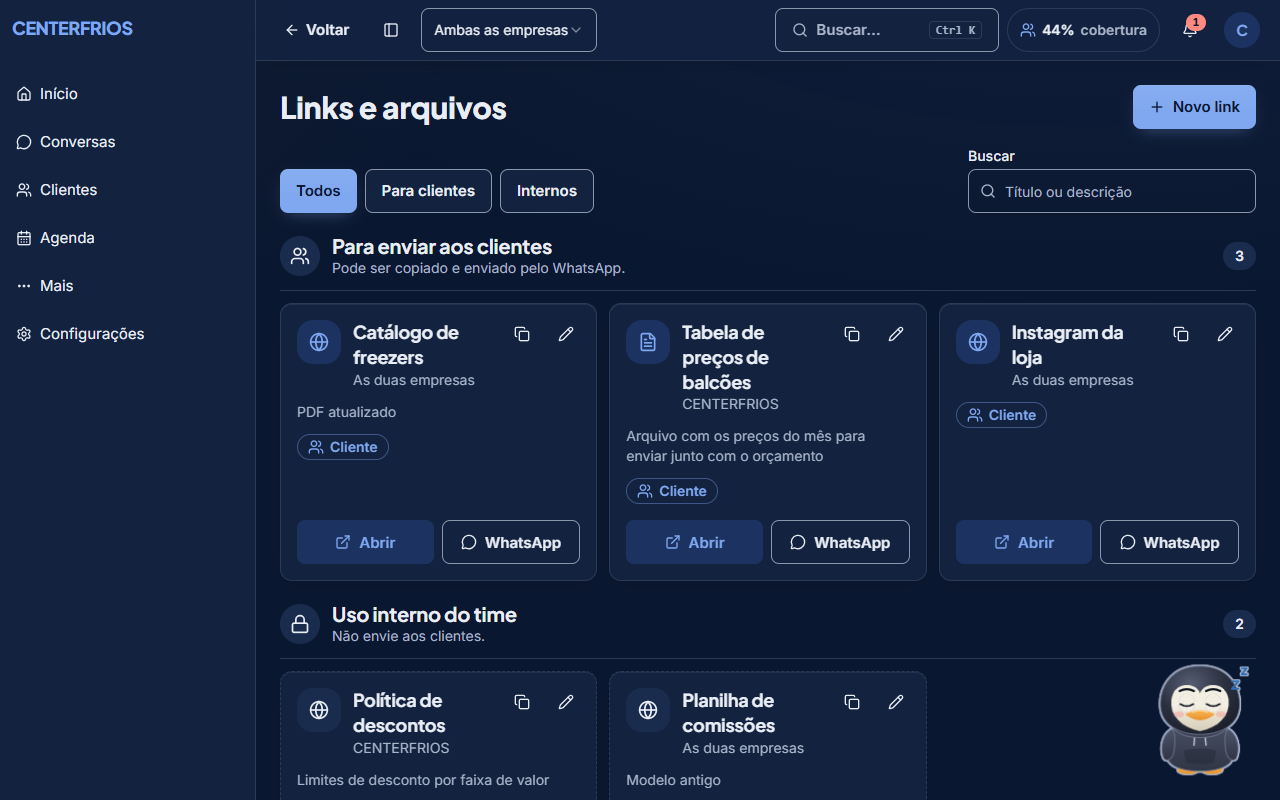 CENTERFRIOS
Voltar
Ambas as empresas
Buscar...
Ctrl K
44% cobertura
1
C
Início
Conversas
Clientes
Agenda
Mais
Configurações
Links e arquivos
Novo link
Todos
Para clientes
Internos
Buscar
Título ou descrição
Para enviar aos clientes
Pode ser copiado e enviado pelo WhatsApp.
3
Catálogo de
freezers
As duas empresas
PDF atualizado
Cliente
Abrir
WhatsApp
Tabela de
preços de
balcões
CENTERFRIOS
Arquivo com os preços do mês para
enviar junto com o orçamento
Cliente
Abrir
WhatsApp
Instagram da
loja
As duas empresas
Cliente
Abrir
WhatsApp
Uso interno do time
Não envie aos clientes.
2
Política de
descontos
CENTERFRIOS
Limites de desconto por faixa de valor
Planilha de
comissões
As duas empresas
Modelo antigo
z
z